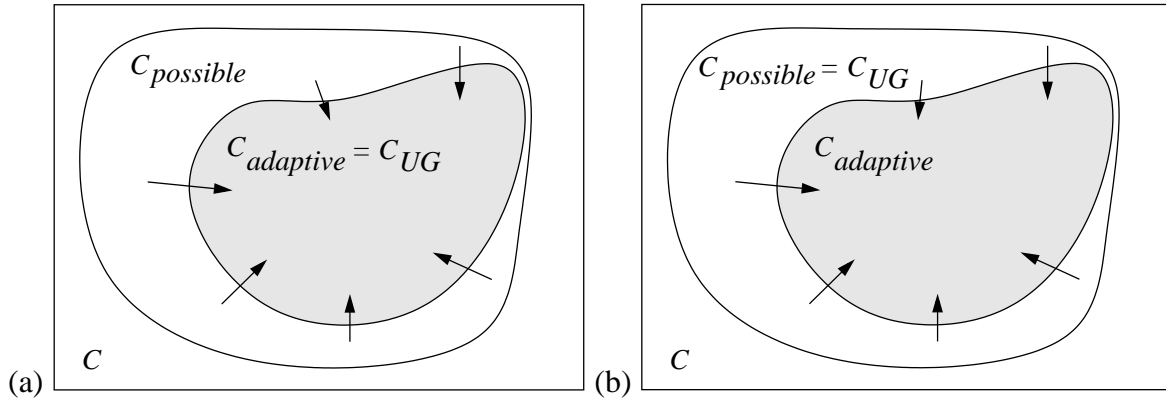 C_possible
C_adaptive = C_UG
C
(a)
C_possible = C_UG
C_adaptive
C
(b)